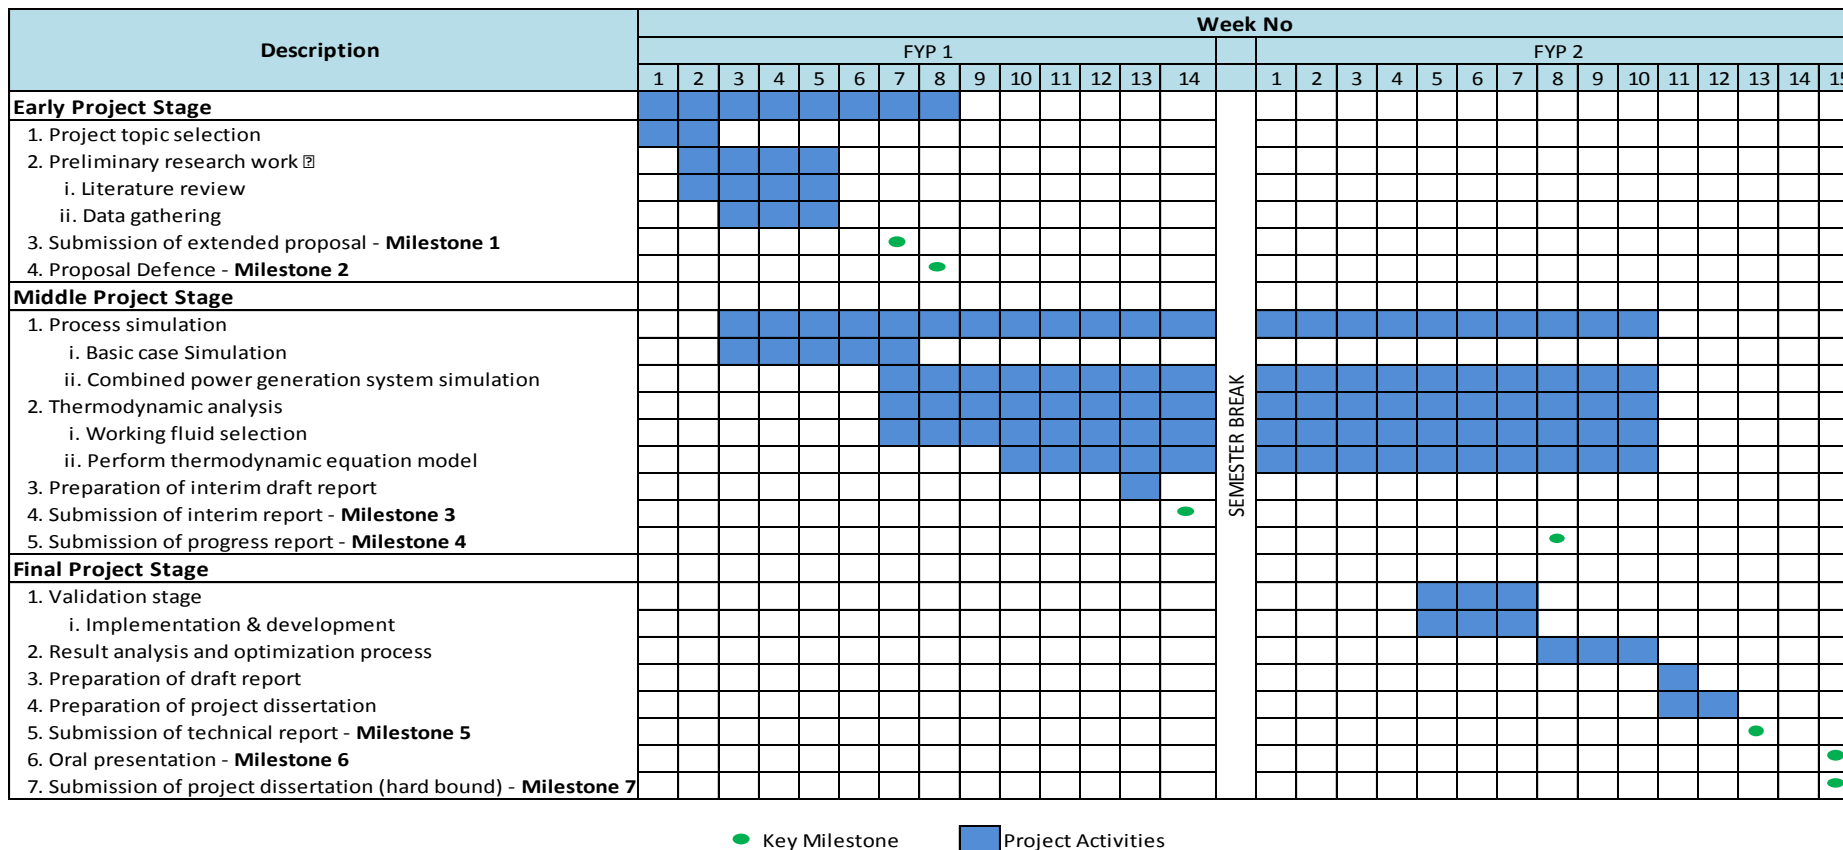 Description
Week No
FYP 1 FYP 2
1 2 3 4 5 6 7 8 9 10 11 12 13 14 1 2 3 4 5 6 7 8 9 10 11 12 13 14 15
Early Project Stage
1. Project topic selection
2. Preliminary research work
i. Literature review
ii. Data gathering
3. Submission of extended proposal - Milestone 1
4. Proposal Defence - Milestone 2
Middle Project Stage
1. Process simulation
i. Basic case Simulation
ii. Combined power generation system simulation
2. Thermodynamic analysis
i. Working fluid selection
ii. Perform thermodynamic equation model
3. Preparation of interim draft report
4. Submission of interim report - Milestone 3
5. Submission of progress report - Milestone 4
SEMESTER BREAK
Final Project Stage
1. Validation stage
i. Implementation & development
2. Result analysis and optimization process
3. Preparation of draft report
4. Preparation of project dissertation
5. Submission of technical report - Milestone 5
6. Oral presentation - Milestone 6
7. Submission of project dissertation (hard bound) - Milestone 7
Key Milestone
Project Activities